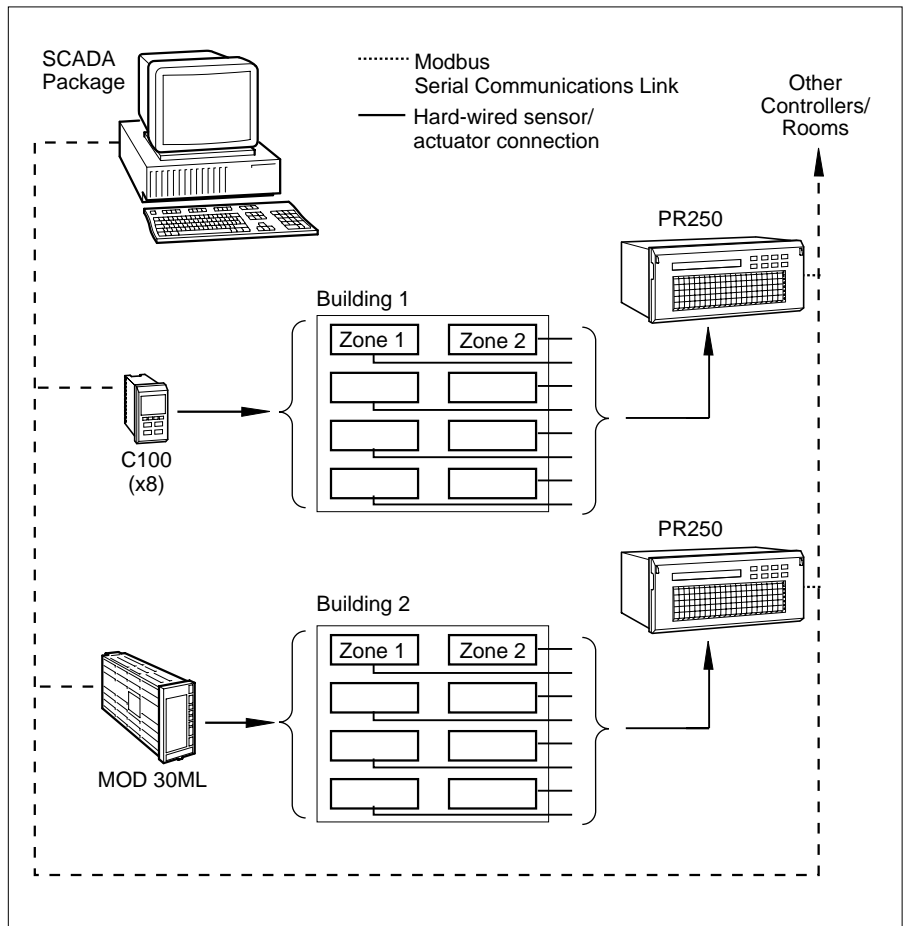 SCADA
Package
Modbus
Serial Communications Link
Hard-wired sensor/
actuator connection
Other
Controllers/
Rooms
PR250
Building 1
Zone 1
Zone 2
C100
(x8)
PR250
Building 2
Zone 1
Zone 2
MOD 30ML